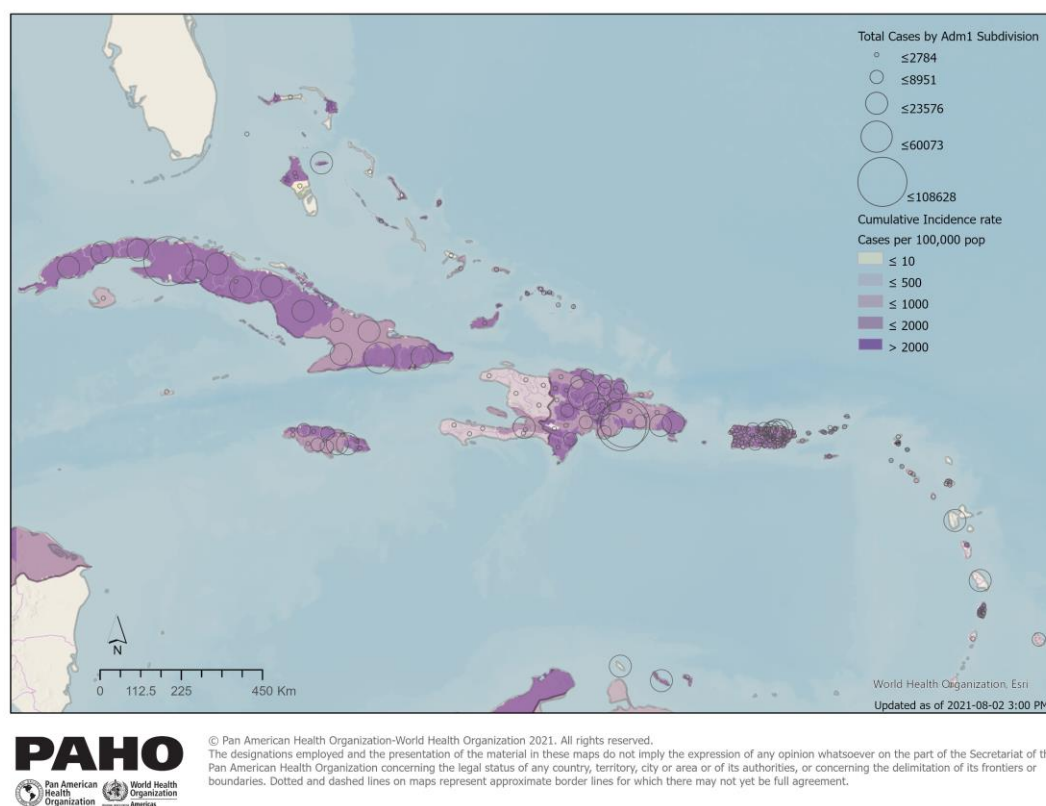 Total Cases by Adm1 Subdivision
≤2784
≤8951
≤23576
≤60073
≤108628
Cumulative Incidence rate
Cases per 100,000 pop
≤ 10
≤ 500
≤ 1000
≤ 2000
> 2000
N
0 112.5 225 450 Km
World Health Organization, Esri
Updated as of 2021-08-02 3:00 PM
PAHO
Pan American
Health
Organization
World Health
Organization
Americas
© Pan American Health Organization-World Health Organization 2021. All rights reserved.
The designations employed and the presentation of the material in these maps do not imply the expression of any opinion whatsoever on the part of the Secretariat of
Pan American Health Organization concerning the legal status of any country, territory, city or area or of its authorities, or concerning the delimitation of its frontiers or
boundaries. Dotted and dashed lines on maps represent approximate border lines for which there may not yet be full agreement.